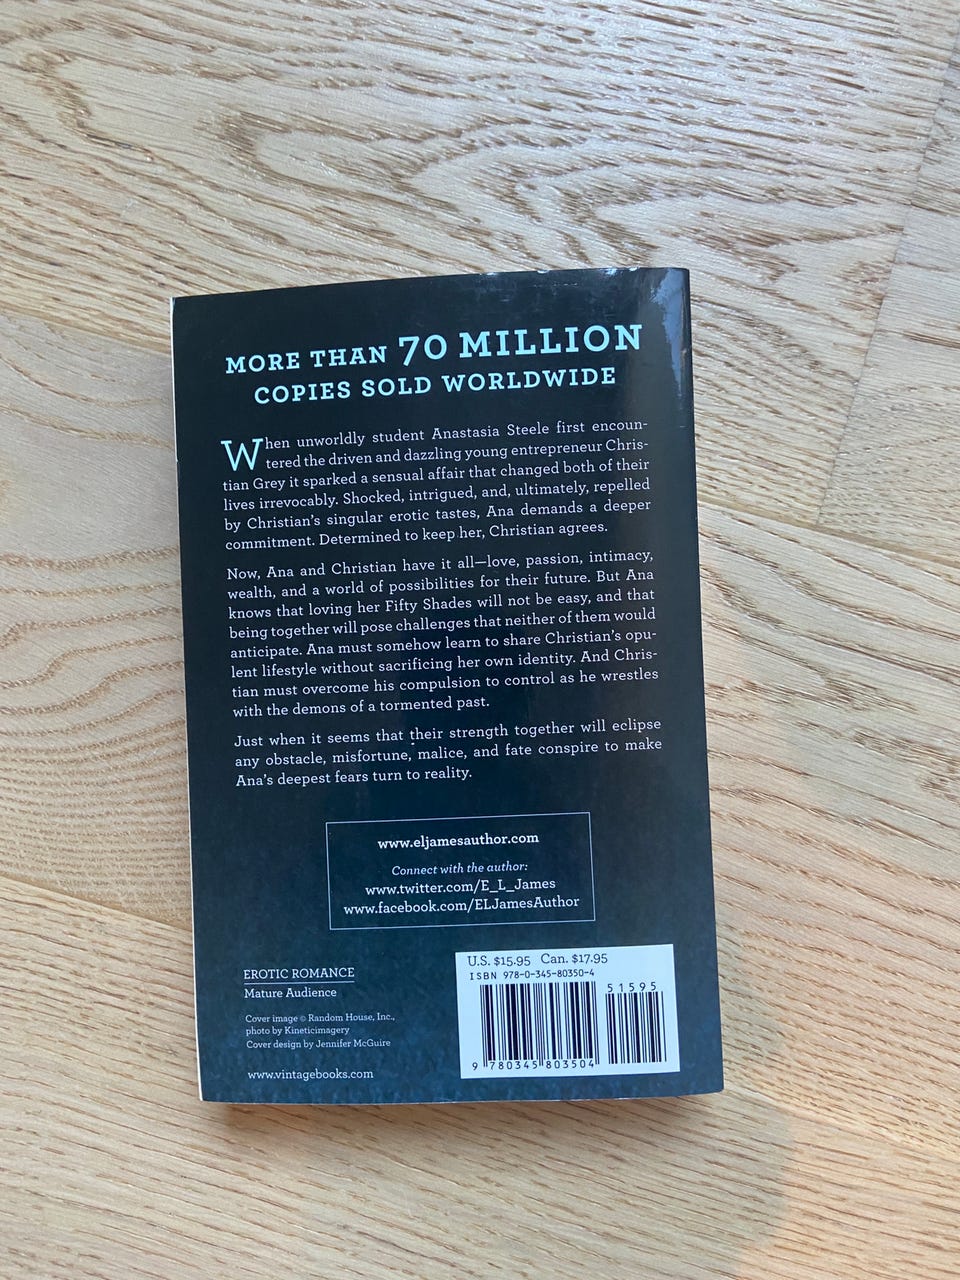 MORE THAN 70 MILLION
COPIES SOLD WORLDWIDE
When unworldly student Anastasia Steele first encoun-
tered the driven and dazzling young entrepreneur Chris-
tian Grey it sparked a sensual affair that changed both of their
lives irrevocably. Shocked, intrigued, and, ultimately, repelled
by Christian's singular erotic tastes, Ana demands a deeper
commitment. Determined to keep her, Christian agrees.
Now, Ana and Christian have it all—love, passion, intimacy,
wealth, and a world of possibilities for their future. But Ana
knows that loving her Fifty Shades will not be easy, and that
being together will pose challenges that neither of them would
anticipate. Ana must somehow learn to share Christian's opu-
lent lifestyle without sacrificing her own identity. And Chris-
tian must overcome his compulsion to control as he wrestles
with the demons of a tormented past.
Just when it seems that their strength together will eclipse
any obstacle, misfortune, malice, and fate conspire to make
Ana's deepest fears turn to reality.
www.eljamesauthor.com
Connect with the author:
www.twitter.com/E_L_James
www.facebook.com/ELJamesAuthor
EROTIC ROMANCE
Mature Audience
Cover image © Random House, Inc.,
photo by Kineticimagery
Cover design by Jennifer McGuire
www.vintagebooks.com
U.S. $15.95 Can. $17.95
ISBN 978-0-345-80350-4
51595
9 780345 803504